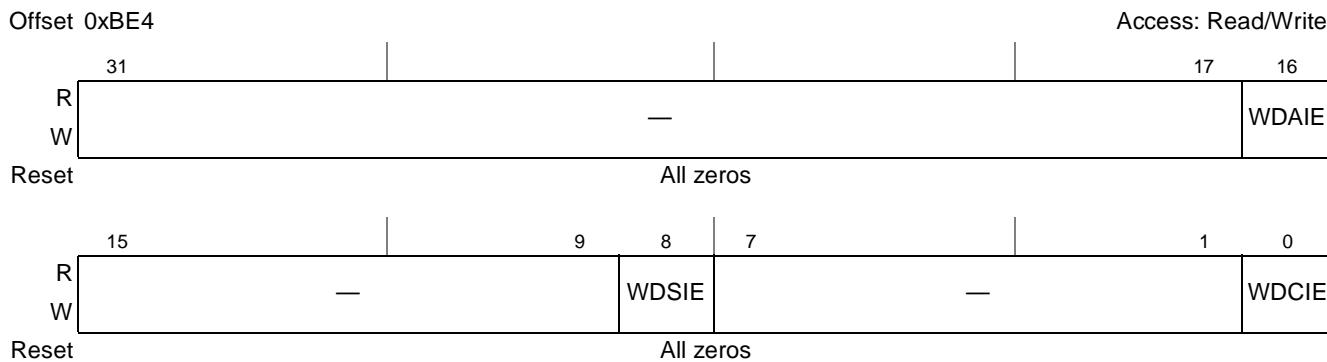 Offset 0xBE4 Access: Read/Write
31 17 16
R
— WDAIE
W
Reset All zeros
15 9 8 7 1 0
R
— WDSIE — WDCIE
W
Reset All zeros